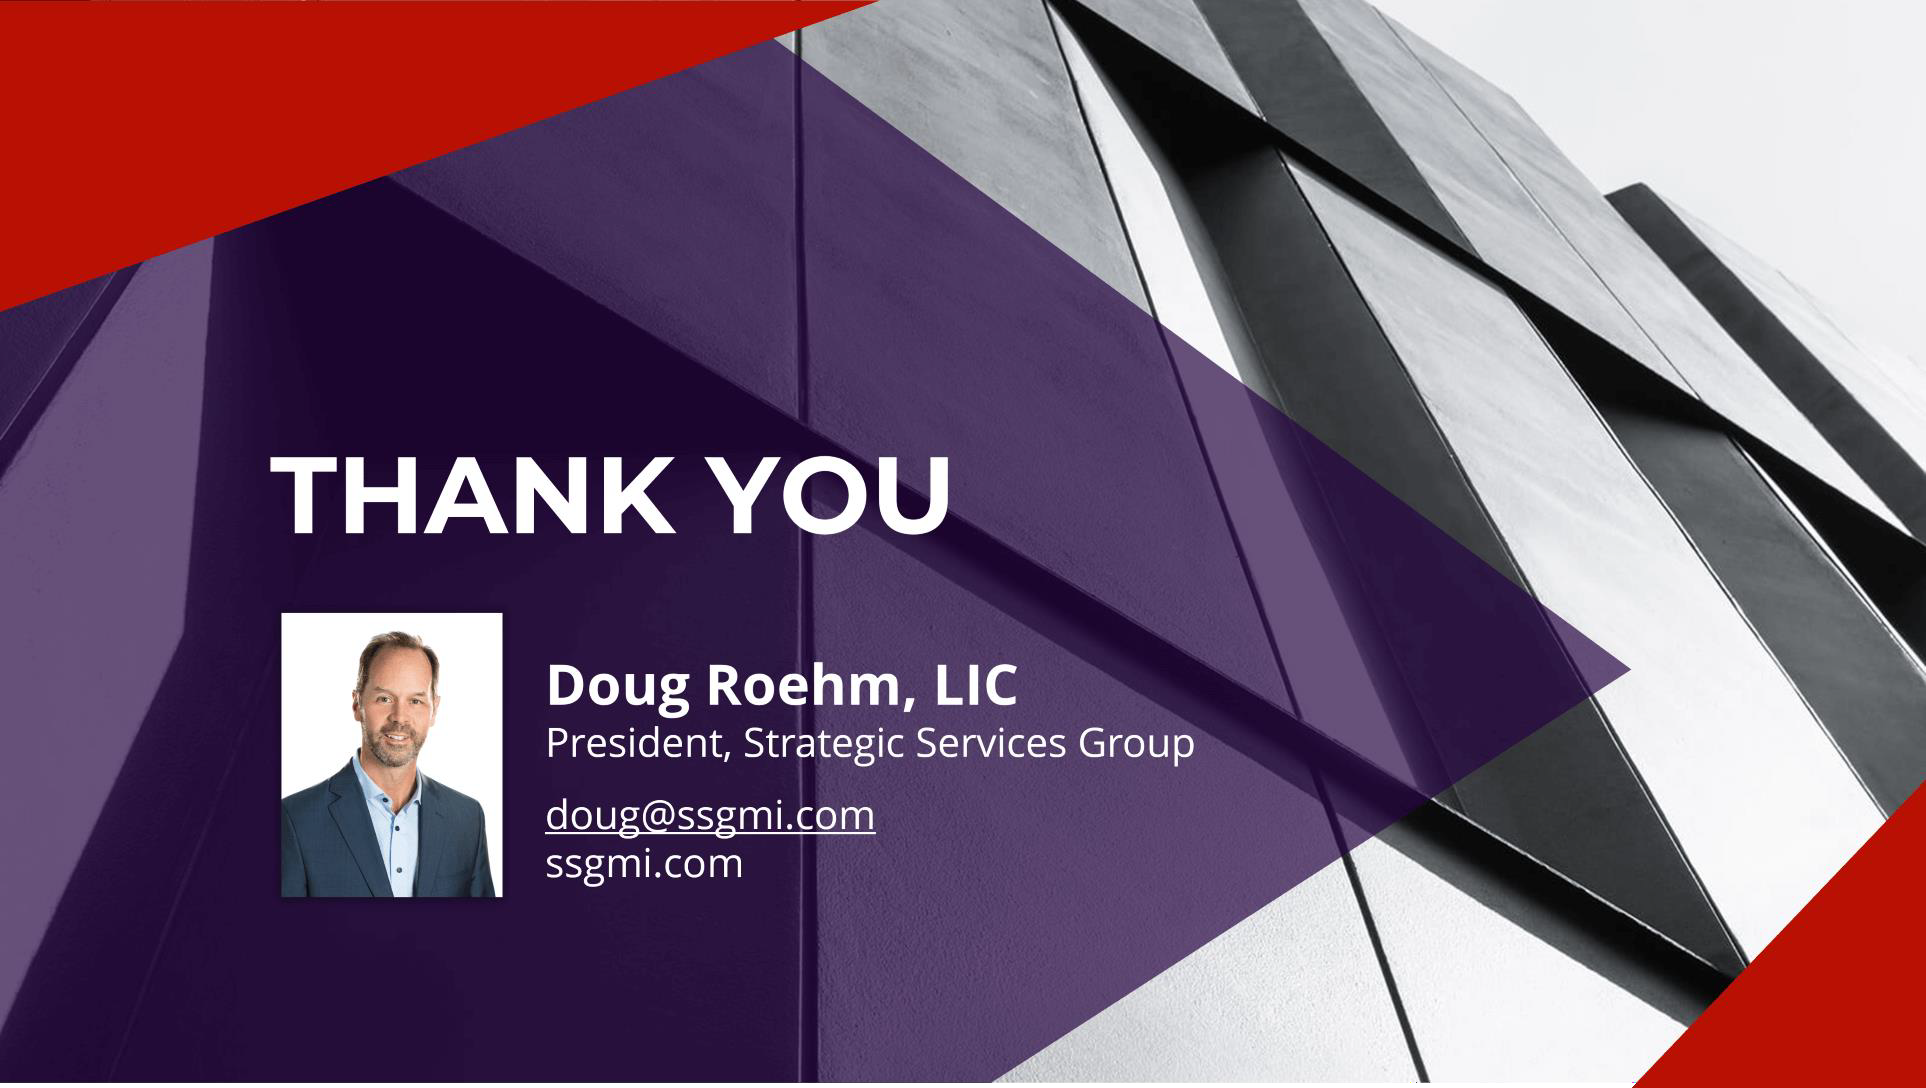 THANK YOU
Doug Roehm, LIC
President, Strategic Services Group
doug@ssgmi.com
ssgmi.com